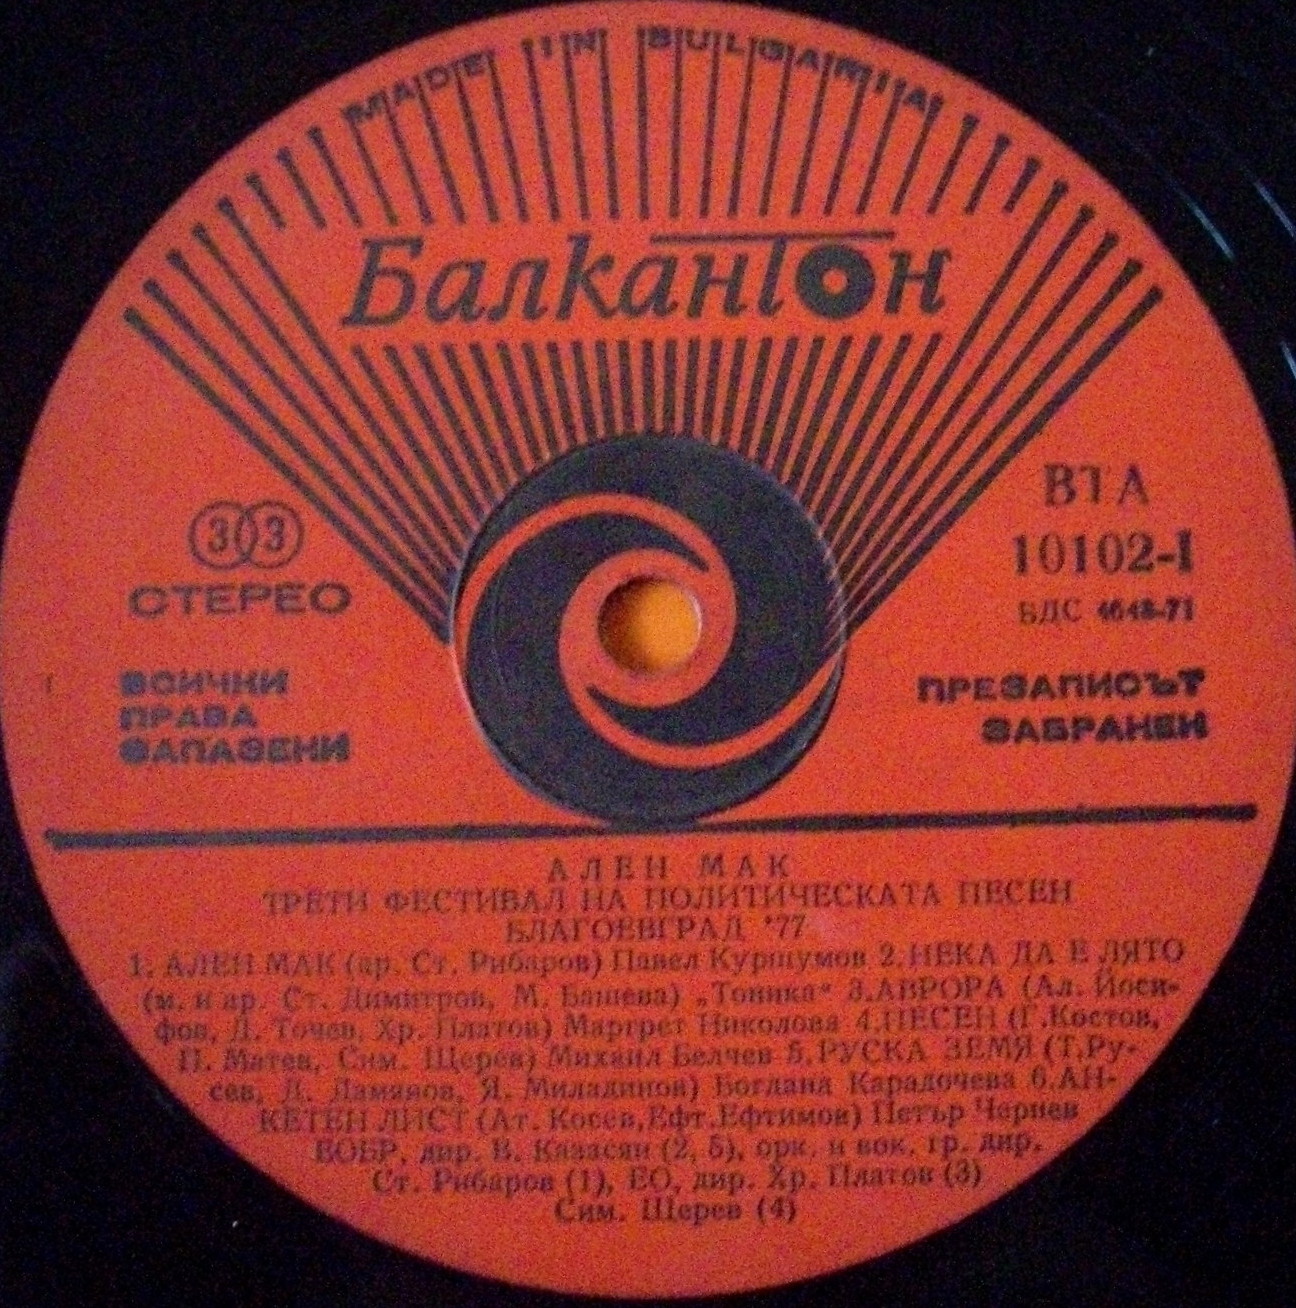 MADE IN BULGARIA
Балкантон
33
СТЕРЕО
ВТА
10102-I
БДС 4648-71
ВСИЧКИ
ПРАВА
ЗАПАЗЕНИ
ПРЕЗАПИСЪТ
ЗАБРАНЕН
АЛЕН МАК
ТРЕТИ ФЕСТИВАЛ НА ПОЛИТИЧЕСКАТА ПЕСЕН
БЛАГОЕВГРАД '77
1. АЛЕН МАК (ар. Ст. Рибаров) Павел Куршумов 2. НЕКА ДА Е ЛЯТО
(м. и ар. Ст. Димитров, М. Башева) „Тоника“ 3.АВРОРА (Ал. Йоси-
фов, Д. Точев, Хр. Платов) Маргрет Николова 4.ПЕСЕН (Г.Костов,
П. Матев, Сим. Щерев) Михаил Белчев 5.РУСКА ЗЕМЯ (Т.Ру-
сев, Д. Дамянов, Я. Миладинов) Богдана Карадочева 6.АН-
КЕТЕН ЛИСТ (Ат. Косев,Ефт.Ефтимов) Петър Чернев
ЕОБР, дир. В. Казасян (2, 5), орк. и вок. гр. дир.
Ст. Рибаров (1), ЕО, дир. Хр. Платов (3)
Сим. Щерев (4)